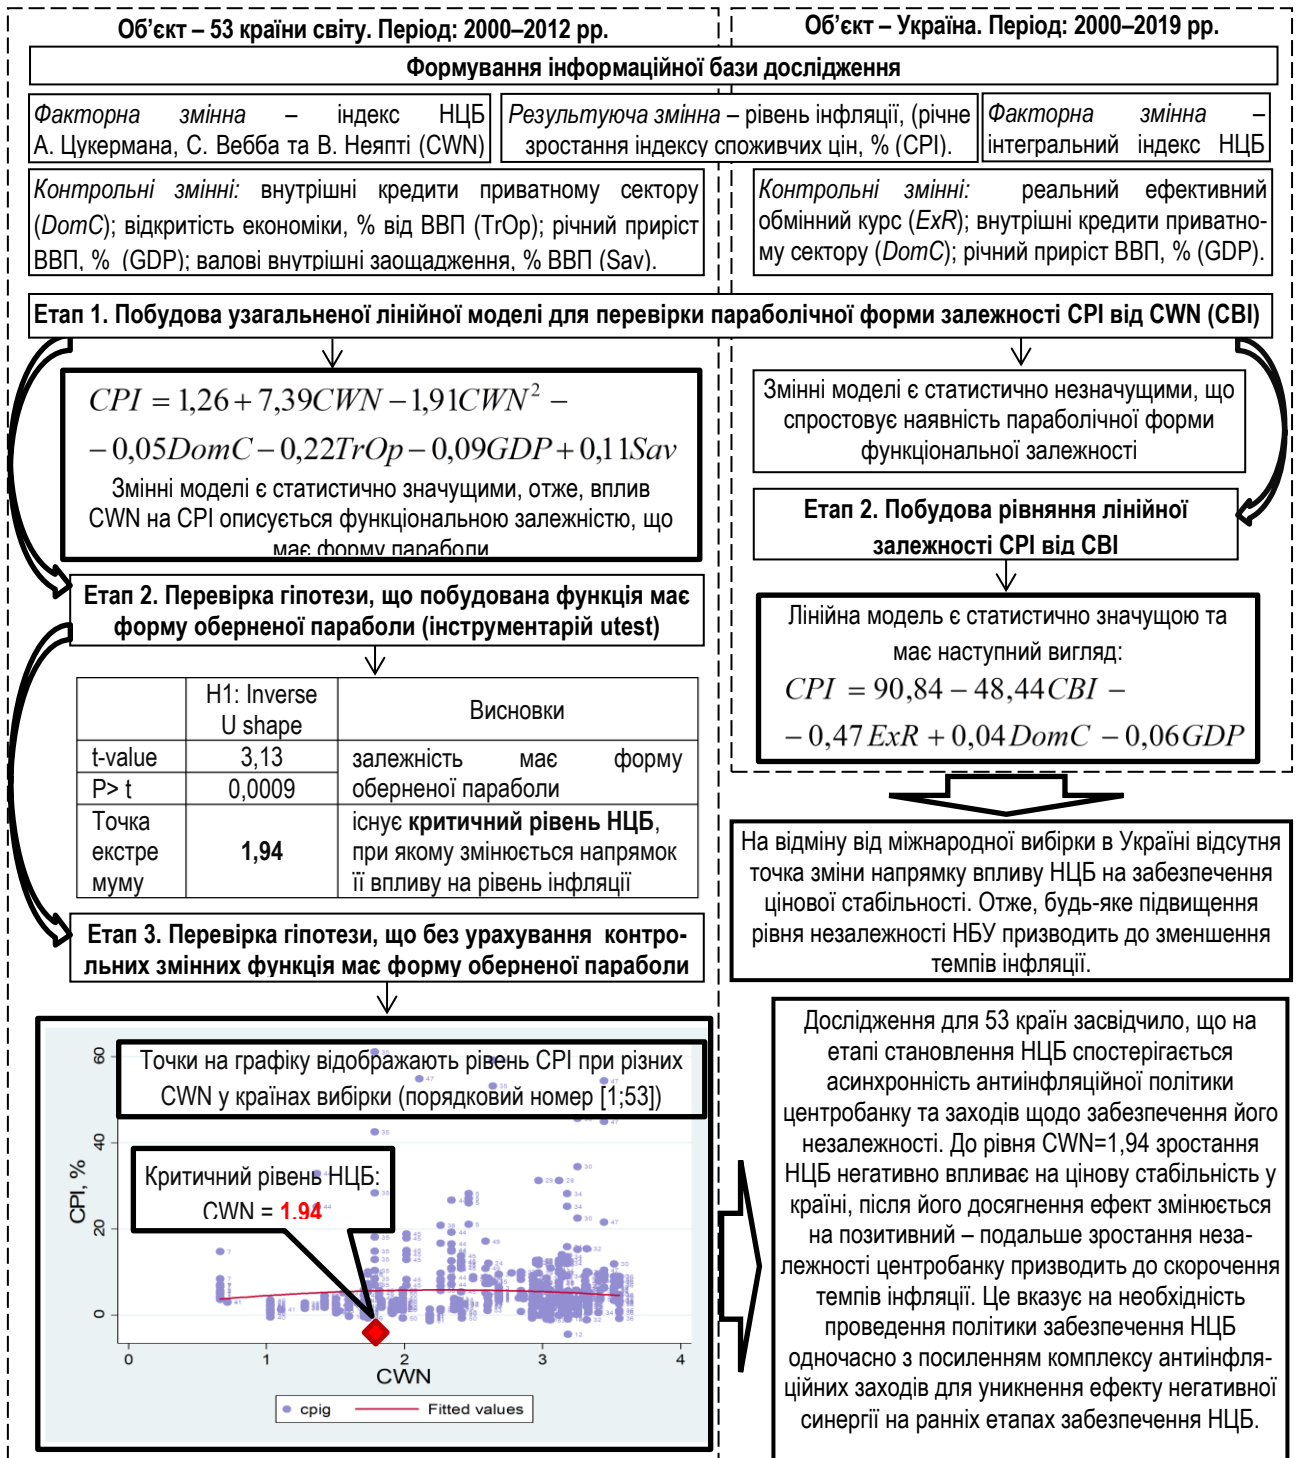 Об’єкт – 53 країни світу. Період: 2000–2012 рр.
Об’єкт – Україна. Період: 2000–2019 рр.
Формування інформаційної бази дослідження
Факторна змінна – індекс НЦБ
А. Цукермана, С. Вебба та В. Неяпті (CWN)
Результуюча змінна – рівень інфляції, (річне
зростання індексу споживчих цін, % (CPI).
Факторна змінна –
інтегральний індекс НЦБ
Контрольні змінні: внутрішні кредити приватному сектору
(DomC); відкритість економіки, % від ВВП (TrOp); річний приріст
ВВП, % (GDP); валові внутрішні заощадження, % ВВП (Sav).
Контрольні змінні: реальний ефективний
обмінний курс (ExR); внутрішні кредити приватно-
му сектору (DomC); річний приріст ВВП, % (GDP).
Етап 1. Побудова узагальненої лінійної моделі для перевірки параболічної форми залежності CPI від CWN (CBI)
CPI = 1,26 + 7,39CWN − 1,91CWN² −
− 0,05DomC − 0,22TrOp − 0,09GDP + 0,11Sav
Змінні моделі є статистично значущими, отже, вплив
CWN на CPI описується функціональною залежністю, що
має форму параболи
Змінні моделі є статистично незначущими, що
спростовує наявність параболічної форми
функціональної залежності
Етап 2. Побудова рівняння лінійної
залежності CPI від CBI
Етап 2. Перевірка гіпотези, що побудована функція має
форму оберненої параболи (інструментарій utest)
Лінійна модель є статистично значущою та
має наступний вигляд:
CPI = 90,84 − 48,44CBI −
− 0,47ExR + 0,04DomC − 0,06GDP
H1: Inverse
U shape
Висновки
t-value
3,13
залежність має форму
оберненої параболи
P> t
0,0009
Точка
екстре
муму
1,94
існує критичний рівень НЦБ,
при якому змінюється напрямок
її впливу на рівень інфляції
На відміну від міжнародної вибірки в Україні відсутня
точка зміни напрямку впливу НЦБ на забезпечення
цінової стабільності. Отже, будь-яке підвищення
рівня незалежності НБУ призводить до зменшення
темпів інфляції.
Етап 3. Перевірка гіпотези, що без урахування контро-
льних змінних функція має форму оберненої параболи
Точки на графіку відображають рівень CPI при різних
CWN у країнах вибірки (порядковий номер [1;53])
Критичний рівень НЦБ:
CWN = 1.94
CPI, %
60
40
20
0
0
1
2
3
4
CWN
cpig
Fitted values
Дослідження для 53 країн засвідчило, що на
етапі становлення НЦБ спостерігається
асинхронність антиінфляційної політики
центробанку та заходів щодо забезпечення його
незалежності. До рівня CWN=1,94 зростання
НЦБ негативно впливає на цінову стабільність у
країні, після його досягнення ефект змінюється
на позитивний – подальше зростання неза-
лежності центробанку призводить до скорочення
темпів інфляції. Це вказує на необхідність
проведення політики забезпечення НЦБ
одночасно з посиленням комплексу антиінфля-
ційних заходів для уникнення ефекту негативної
синергії на ранніх етапах забезпечення НЦБ.